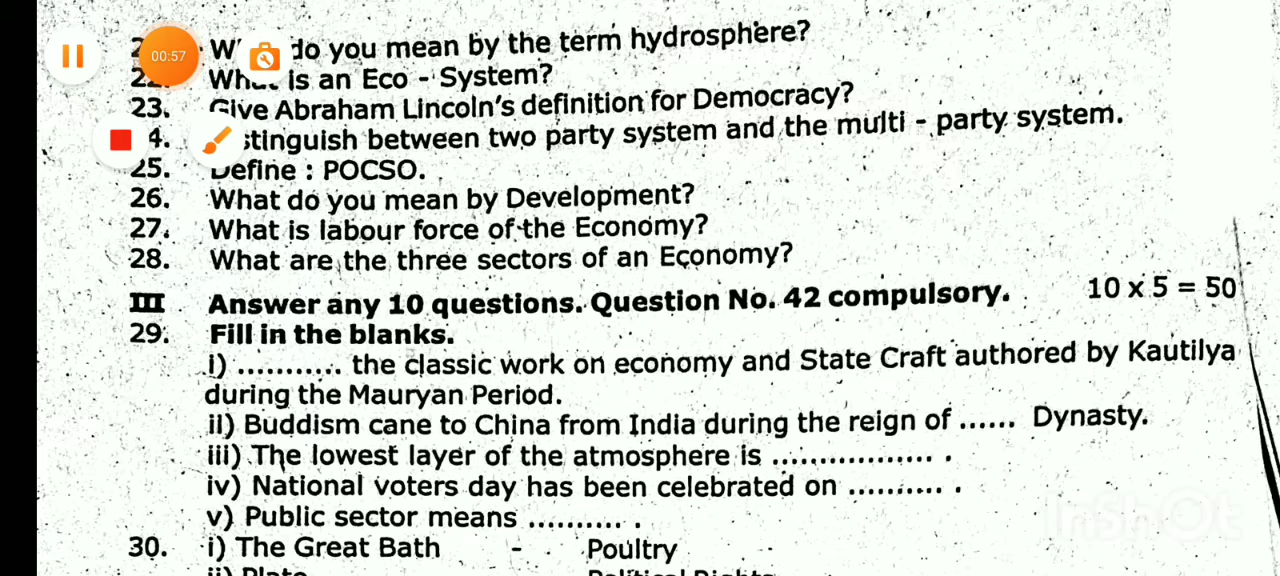 00:57
do you mean by the term hydrosphere?
is an Eco - System?
23. Give Abraham Lincoln's definition for Democracy?
4. stinguish between two party system and the multi - party system.
25. Define : POCSO.
26. What do you mean by Development?
27. What is labour force of the Economy?
28. What are the three sectors of an Economy?
III Answer any 10 questions. Question No. 42 compulsory. 10 x 5 = 50
29. Fill in the blanks.
i) ........... the classic work on economy and State Craft authored by Kautilya
during the Mauryan Period.
ii) Buddism cane to China from India during the reign of ...... Dynasty.
iii) The lowest layer of the atmosphere is ................. .
iv) National voters day has been celebrated on .......... .
v) Public sector means .......... .
30. i) The Great Bath - Poultry
ii) Plato Political Rights
InShOt